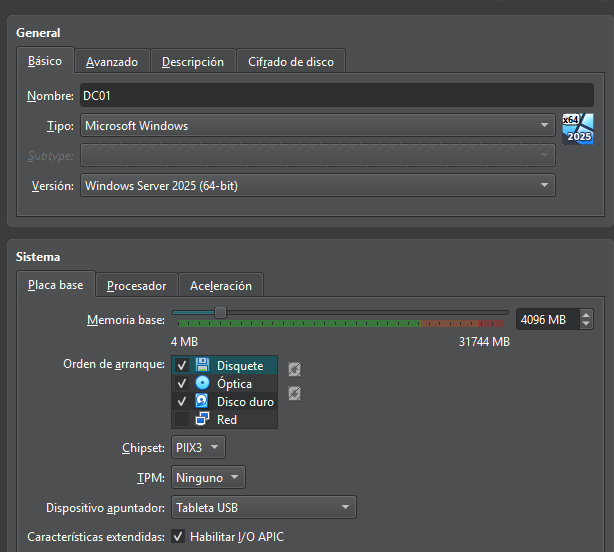 General
Básico Avanzado Descripción Cifrado de disco
Nombre: DC01
Tipo: Microsoft Windows
x64
2025
Subtype:
Versión: Windows Server 2025 (64-bit)
Sistema
Placa base Procesador Aceleración
Memoria base: 4096 MB
4 MB 31744 MB
Orden de arranque: Disquete
Óptica
Disco duro
Red
Chipset: PIIX3
TPM: Ninguno
Dispositivo apuntador: Tableta USB
Características extendidas: Habilitar I/O APIC